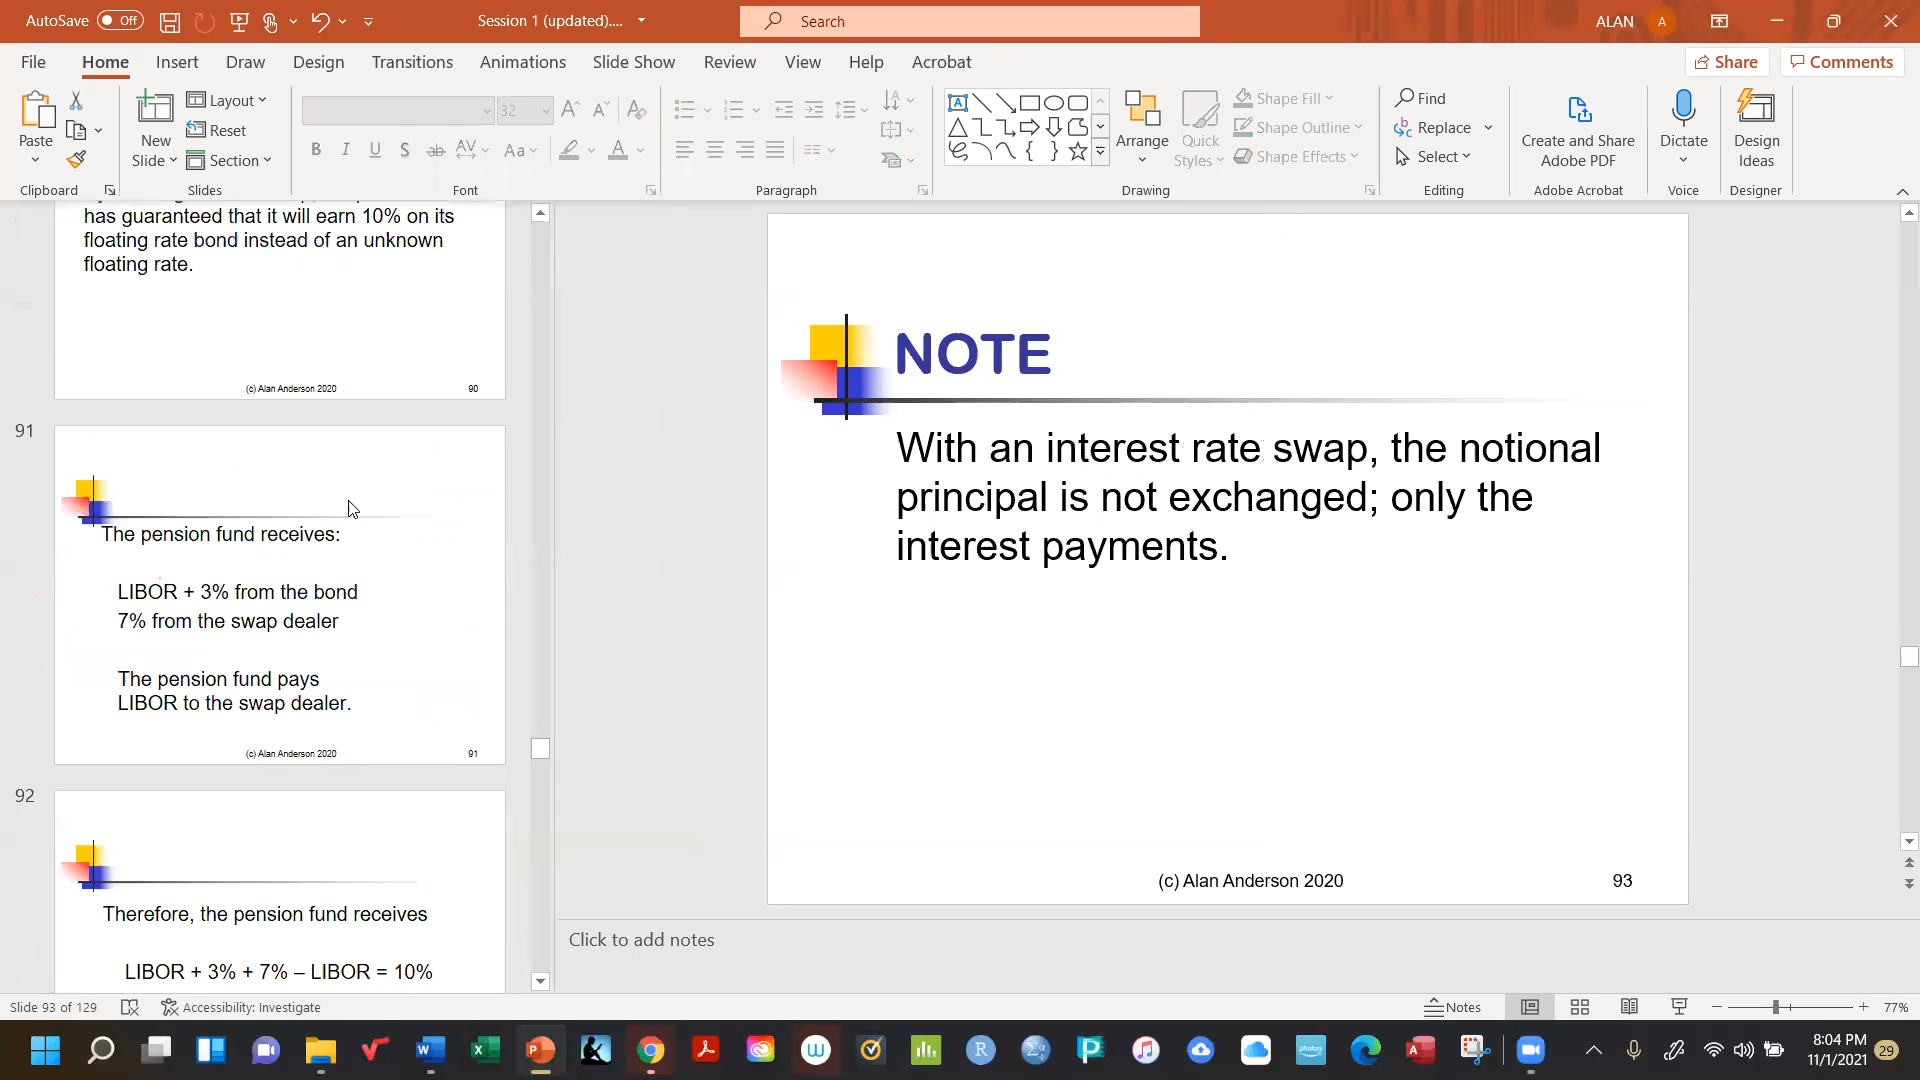 AutoSave Off
Session 1 (updated)....
Search
ALAN A
File Home Insert Draw Design Transitions Animations Slide Show Review View Help Acrobat
Share Comments
Paste
New
Slide
Layout
Reset
Section
32
B I U S ab AV Aa A
Arrange
Quick
Styles
Shape Fill
Shape Outline
Shape Effects
Find
Replace
Select
Create and Share
Adobe PDF
Dictate
Design
Ideas
Clipboard Slides Font Paragraph Drawing Editing Adobe Acrobat Voice Designer
has guaranteed that it will earn 10% on its
floating rate bond instead of an unknown
floating rate.
(c) Alan Anderson 2020 90
91
The pension fund receives:
LIBOR + 3% from the bond
7% from the swap dealer
The pension fund pays
LIBOR to the swap dealer.
(c) Alan Anderson 2020 91
92
Therefore, the pension fund receives
LIBOR + 3% + 7% – LIBOR = 10%
NOTE
With an interest rate swap, the notional
principal is not exchanged; only the
interest payments.
(c) Alan Anderson 2020 93
Click to add notes
Slide 93 of 129
Accessibility: Investigate
Notes
77%
8:04 PM
11/1/2021
29